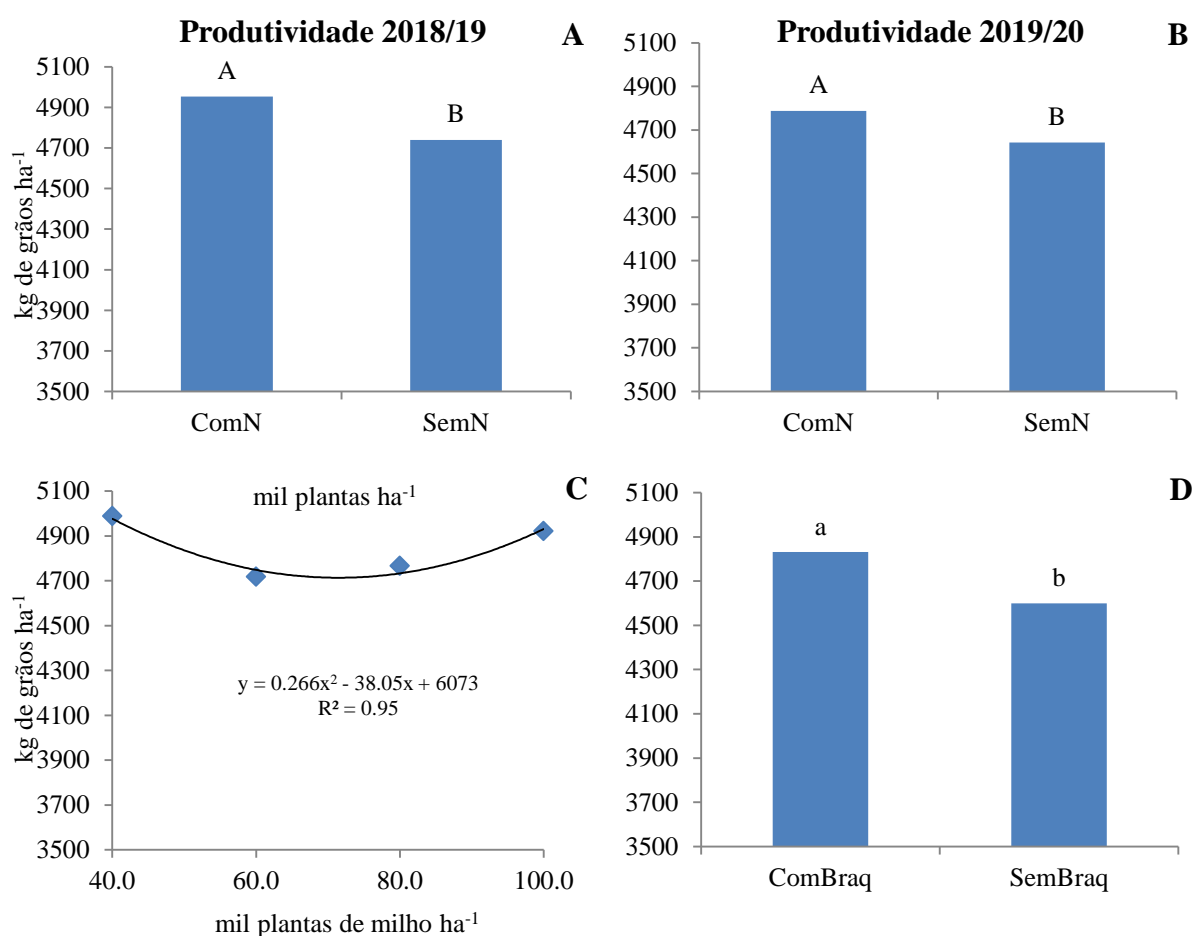 Produtividade 2018/19
A
kg de grãos ha⁻¹
5100
4900
4700
4500
4300
4100
3900
3700
3500
A
B
ComN
SemN
Produtividade 2019/20
B
5100
4900
4700
4500
4300
4100
3900
3700
3500
A
B
ComN
SemN
C
mil plantas ha⁻¹
kg de grãos ha⁻¹
5100
4900
4700
4500
4300
4100
3900
3700
3500
y = 0.266x² - 38.05x + 6073
R² = 0.95
40.0
60.0
80.0
100.0
mil plantas de milho ha⁻¹
D
5100
4900
4700
4500
4300
4100
3900
3700
3500
a
b
ComBraq
SemBraq